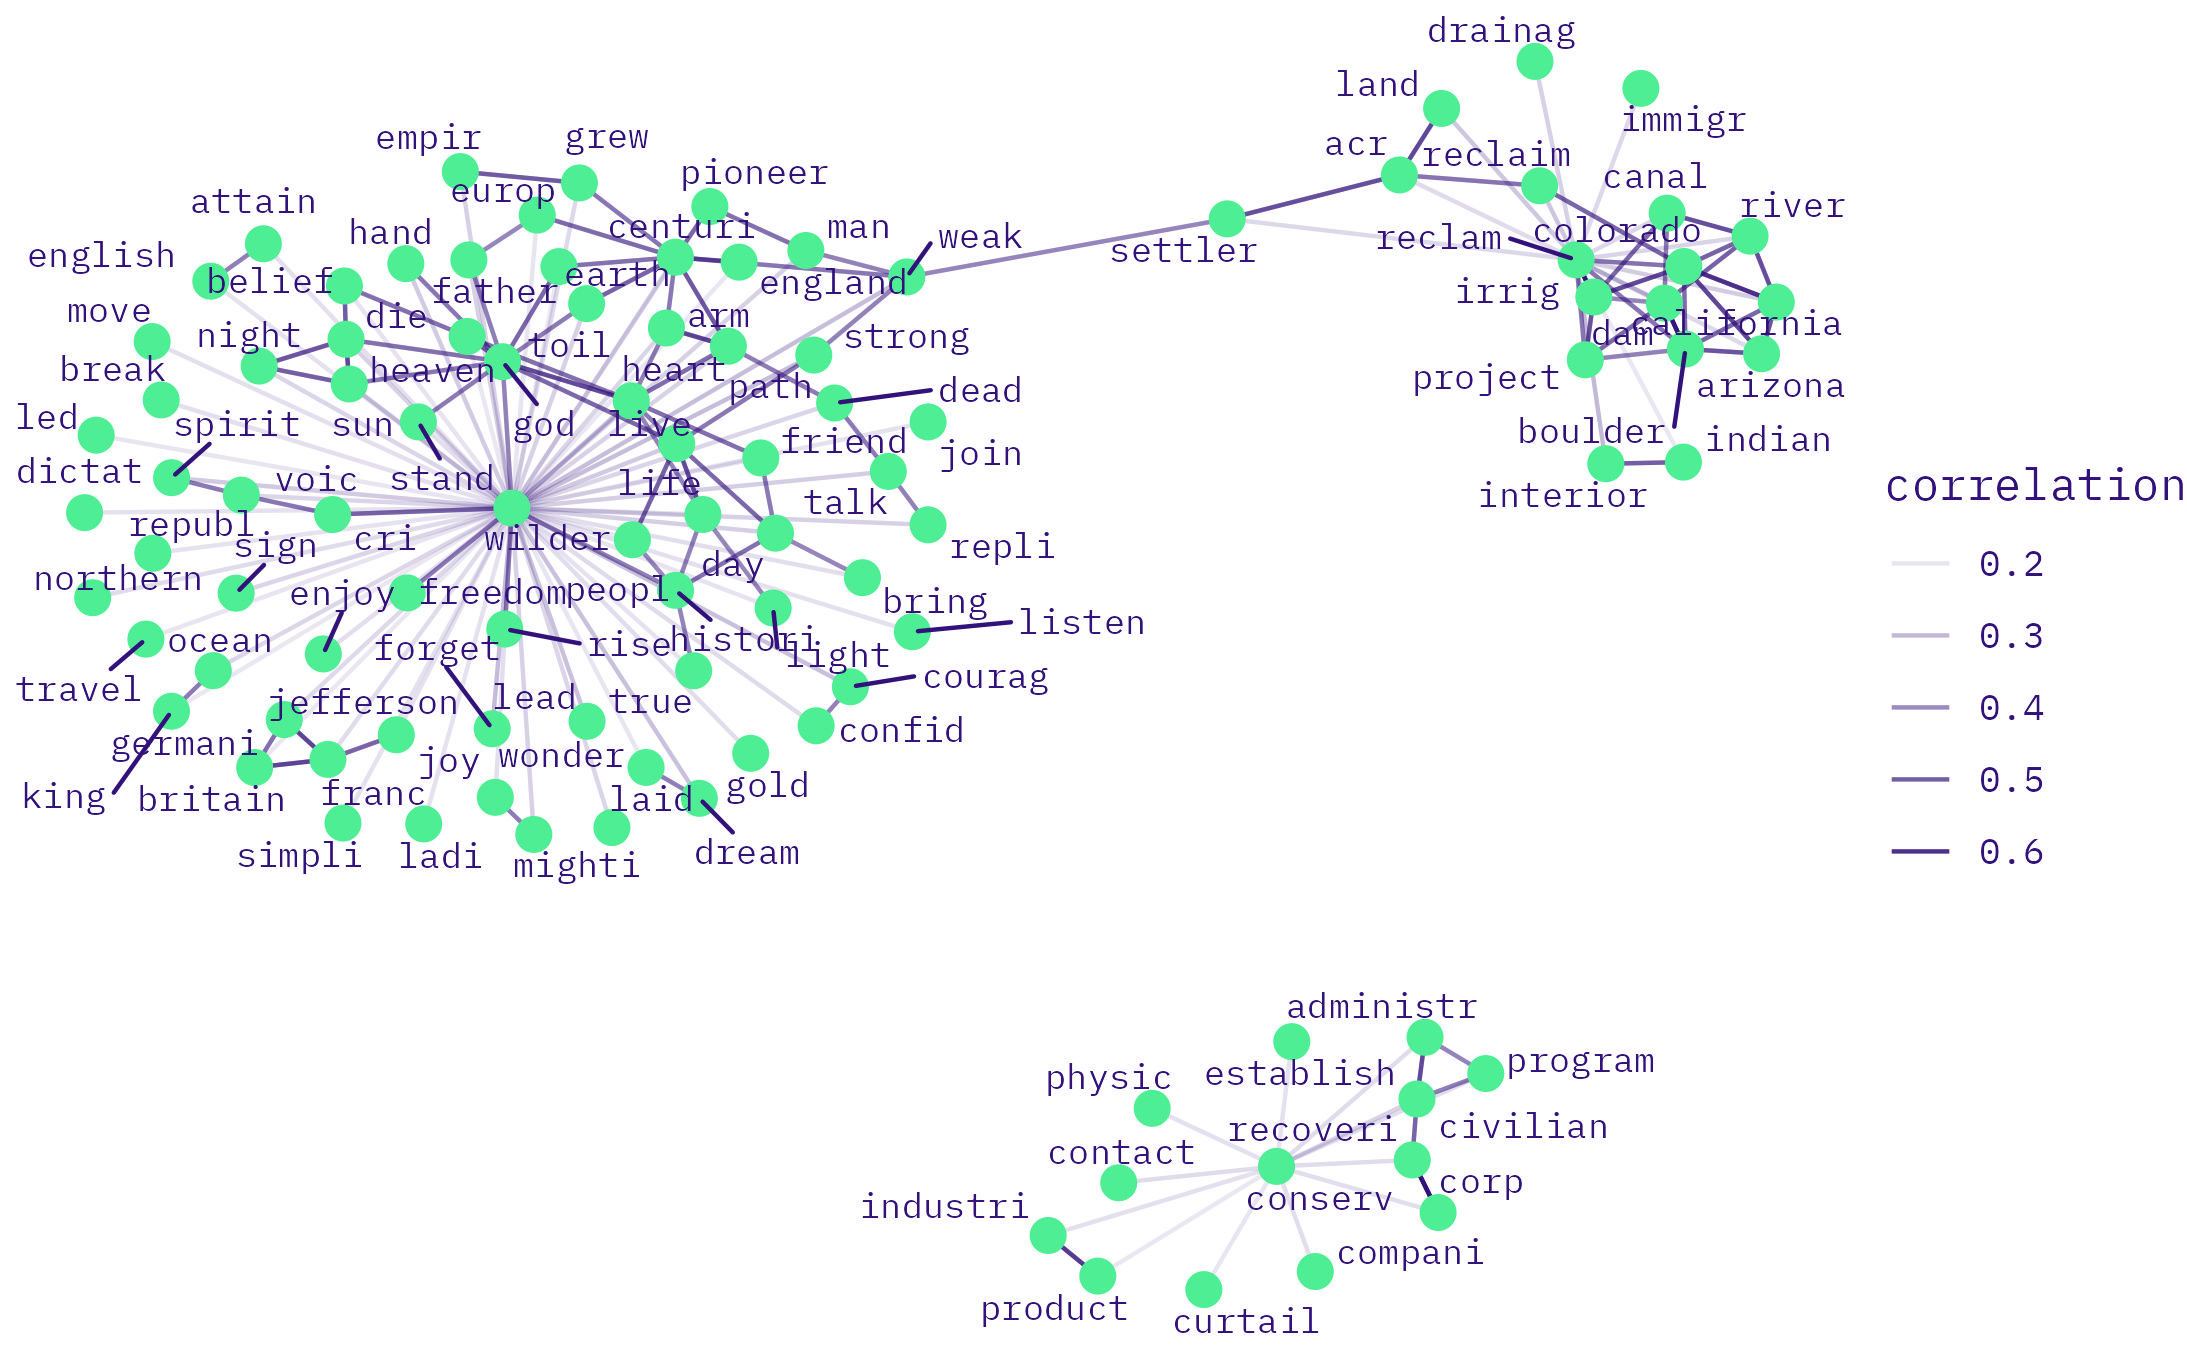 drainag
land
immigr
empir
grew
acr
reclaim
pioneer
canal
attain
europ
river
hand
centuri
man
weak
settler
reclam
colorado
english
belief
father
earth
england
irrig
move
die
arm
night
toil
strong
dam
california
break
heaven
heart
path
dead
project
arizona
led
spirit
sun
god
live
friend
join
boulder
indian
dictat
voic
stand
life
talk
interior
correlation
republ
sign
cri
wilder
day
repli
0.2
northern
enjoy
freedom
peopl
bring
listen
0.3
ocean
forget
rise
histori
light
travel
jefferson
lead
true
courag
0.4
germani
joy
wonder
confid
king
britain
franc
laid
gold
0.5
simpli
ladi
mighti
dream
0.6
administr
physic
establish
program
contact
recoveri
civilian
industri
conserv
corp
compani
product
curtail